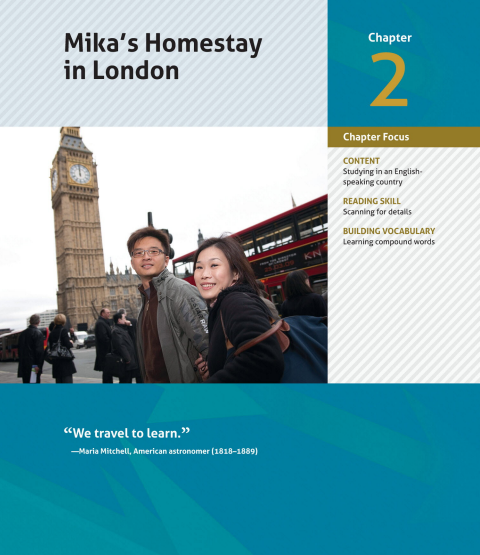 Mika’s Homestay
in London
Chapter
2
Chapter Focus
CONTENT
Studying in an English-
speaking country
READING SKILL
Scanning for details
BUILDING VOCABULARY
Learning compound words
“We travel to learn.”
—Maria Mitchell, American astronomer (1818–1889)